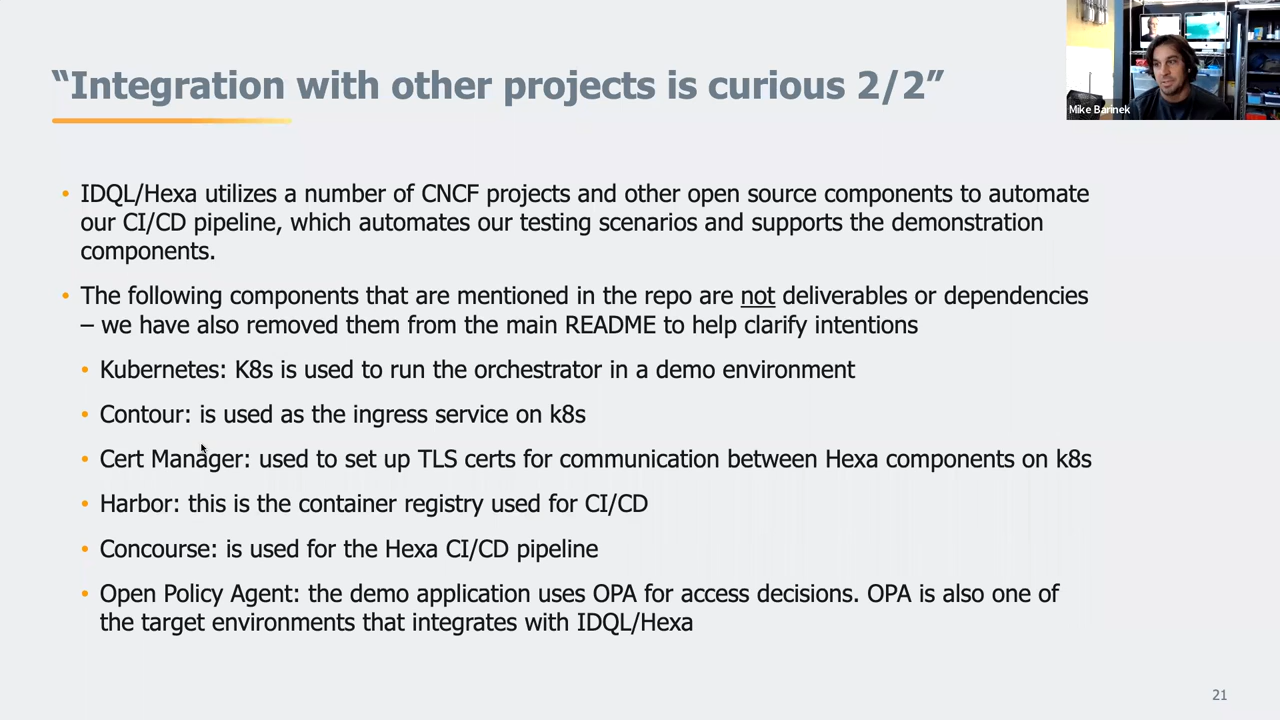 “Integration with other projects is curious 2/2”
Mike Barinek
• IDQL/Hexa utilizes a number of CNCF projects and other open source components to automate
our CI/CD pipeline, which automates our testing scenarios and supports the demonstration
components.
• The following components that are mentioned in the repo are not deliverables or dependencies
– we have also removed them from the main README to help clarify intentions
• Kubernetes: K8s is used to run the orchestrator in a demo environment
• Contour: is used as the ingress service on k8s
• Cert Manager: used to set up TLS certs for communication between Hexa components on k8s
• Harbor: this is the container registry used for CI/CD
• Concourse: is used for the Hexa CI/CD pipeline
• Open Policy Agent: the demo application uses OPA for access decisions. OPA is also one of
the target environments that integrates with IDQL/Hexa
21